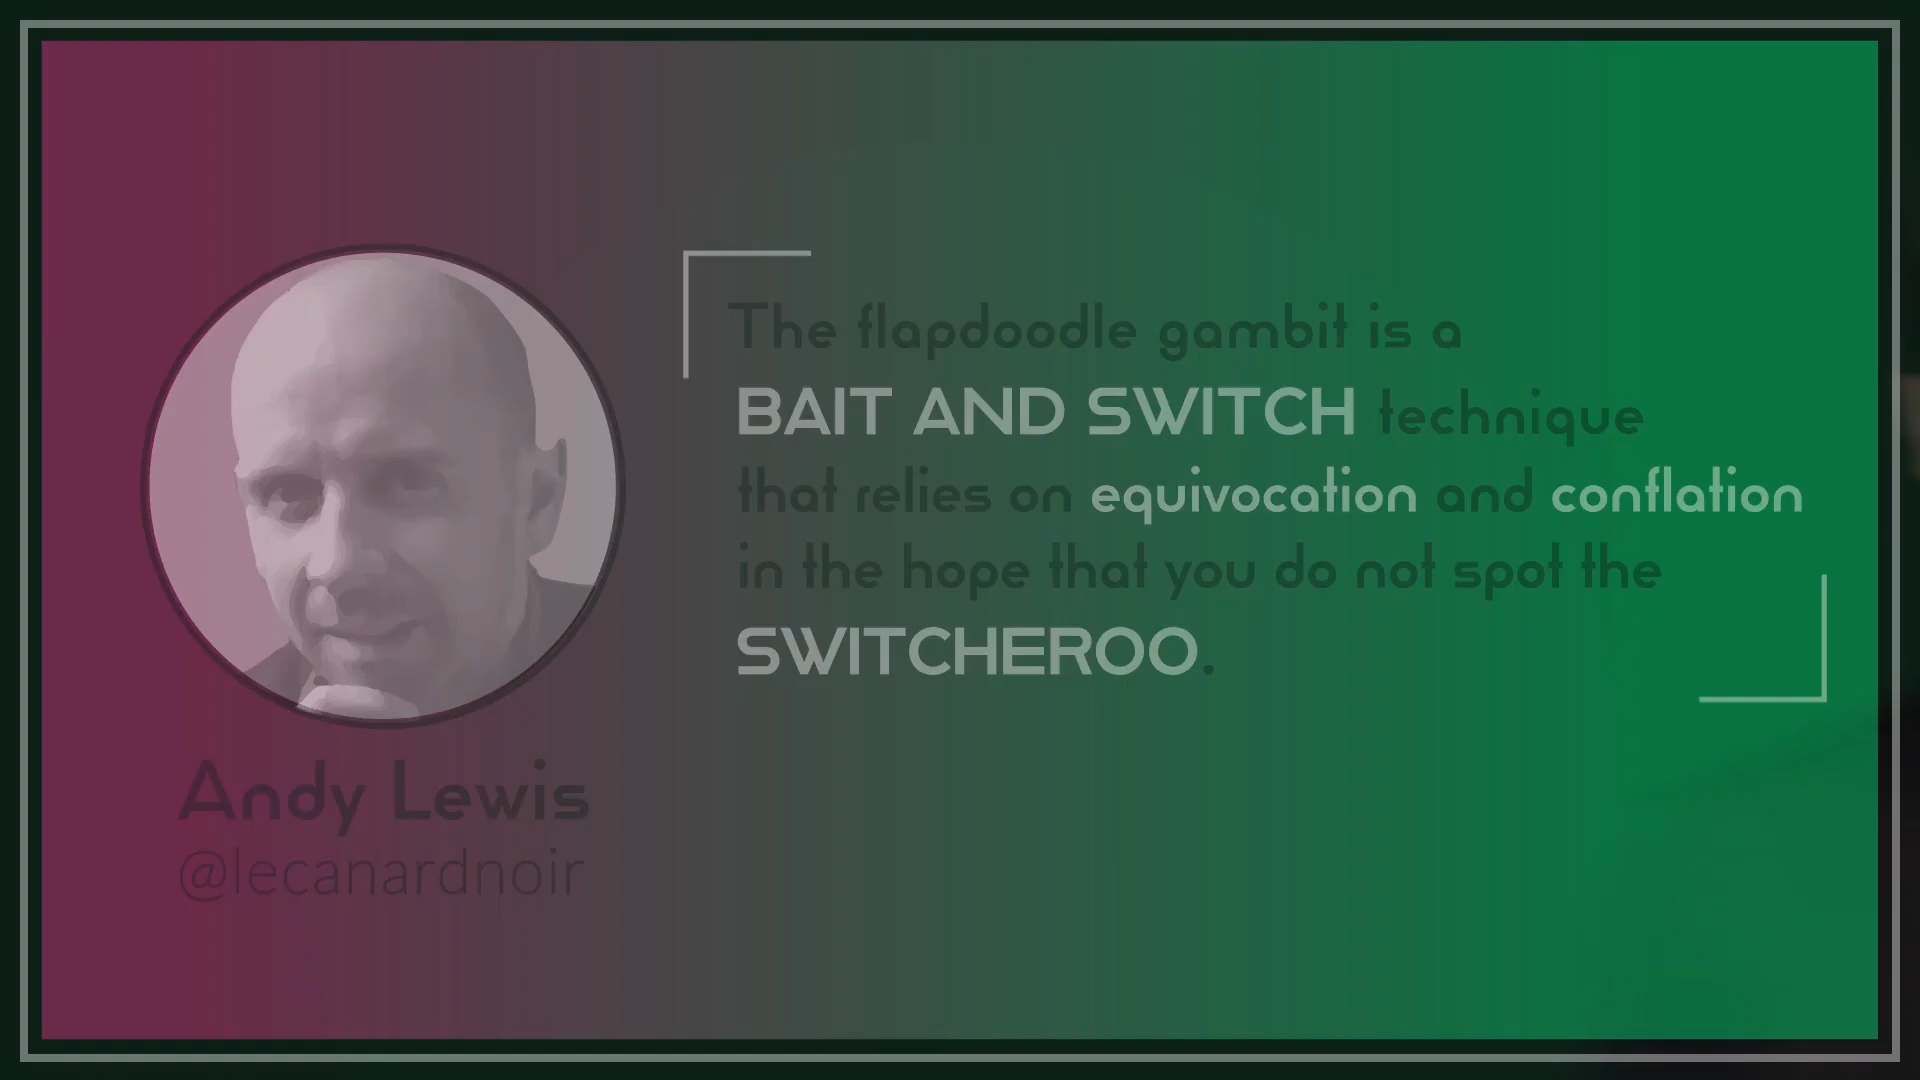 The flapdoodle gambit is a
BAIT AND SWITCH technique
that relies on equivocation and conflation
in the hope that you do not spot the
SWITCHEROO.
Andy Lewis
@lecanardnoir